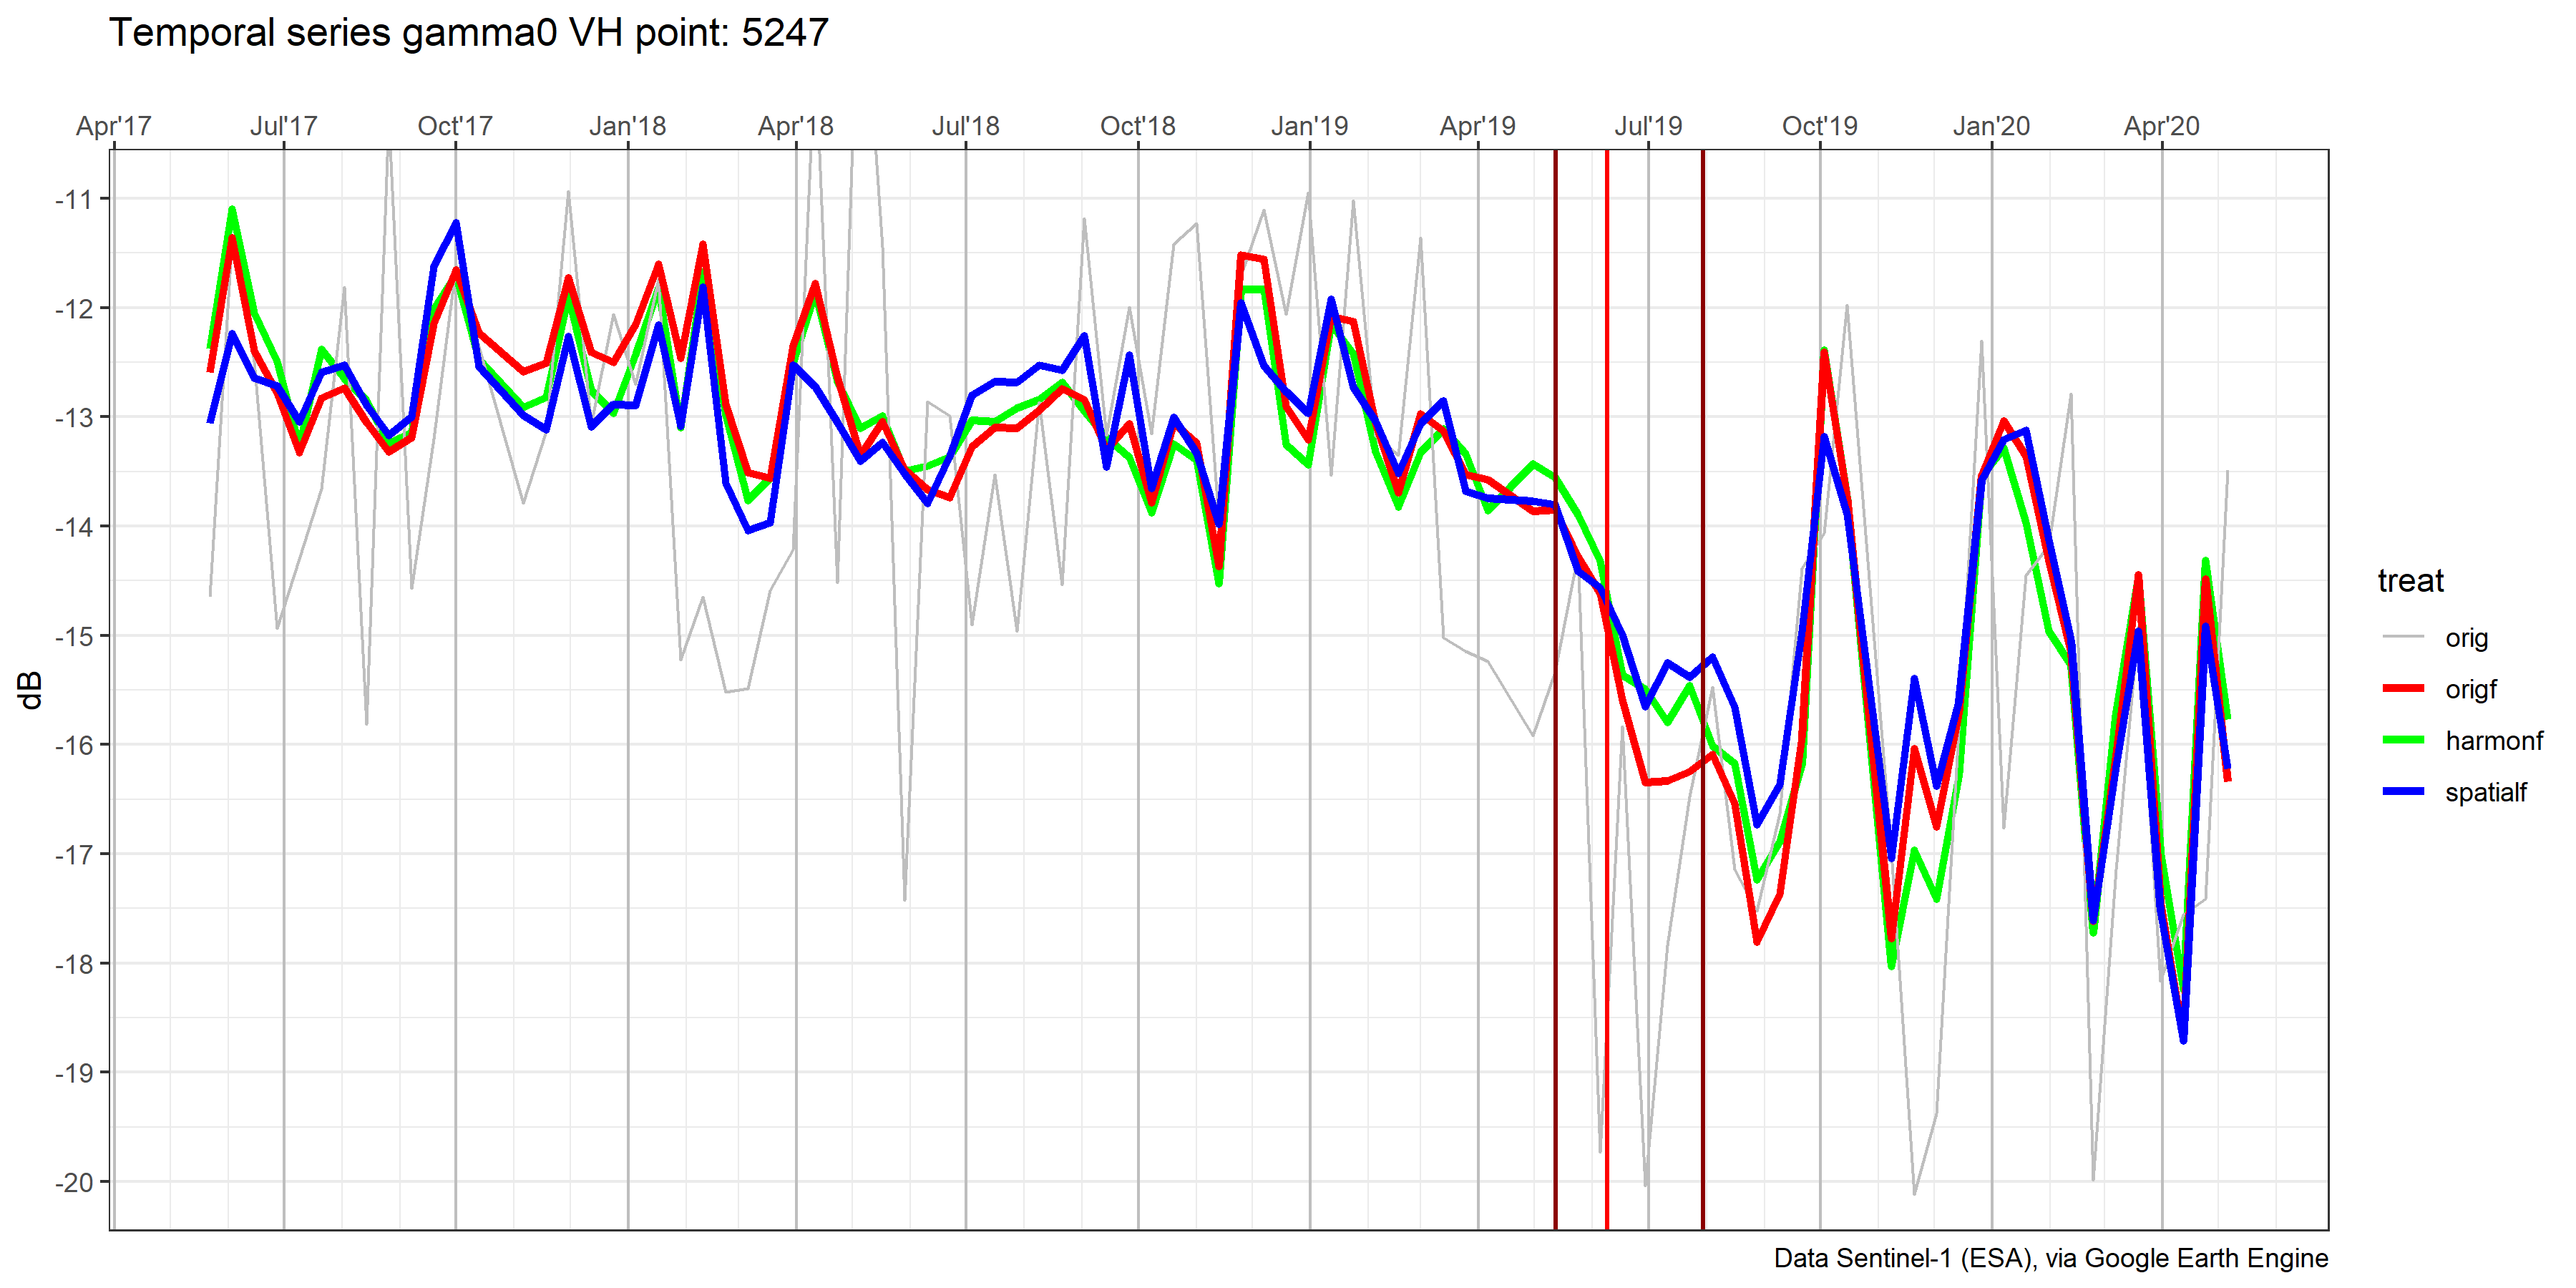 Temporal series gamma0 VH point: 5247
Apr'17 Jul'17 Oct'17 Jan'18 Apr'18 Jul'18 Oct'18 Jan'19 Apr'19 Jul'19 Oct'19 Jan'20 Apr'20
-11
-12
-13
-14
-15
-16
-17
-18
-19
-20
dB
treat
orig
origf
harmonf
spatialf
Data Sentinel-1 (ESA), via Google Earth Engine